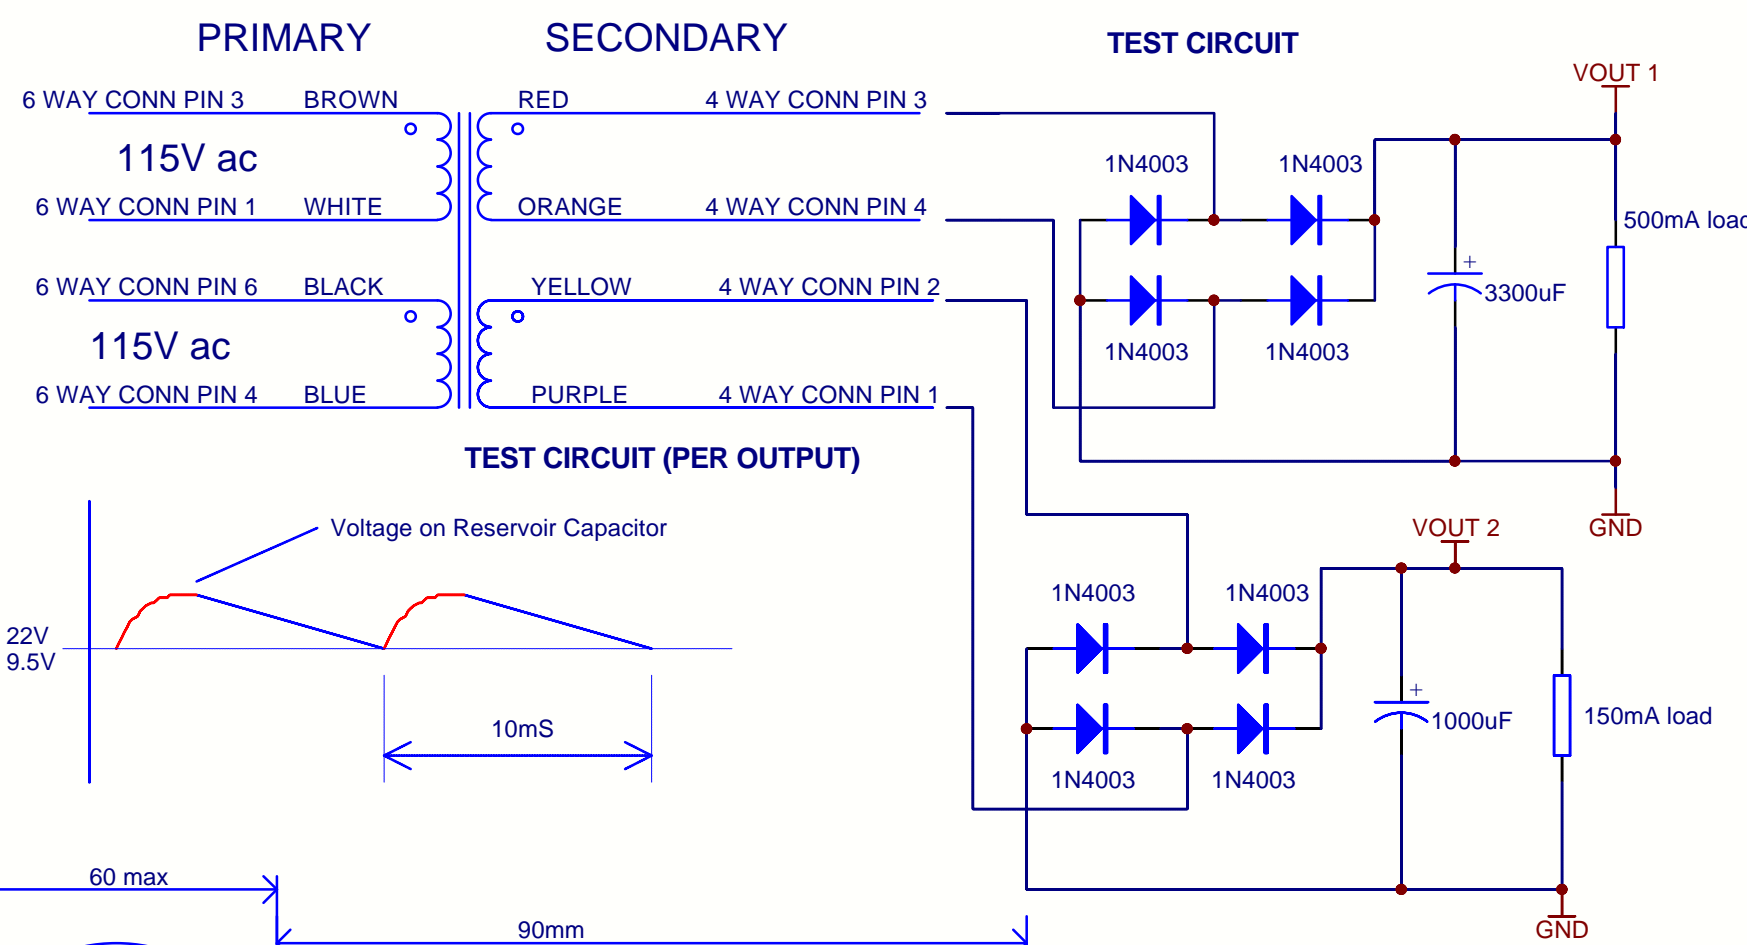 PRIMARY SECONDARY TEST CIRCUIT
VOUT 1
6 WAY CONN PIN 3 BROWN RED 4 WAY CONN PIN 3
115V ac
1N4003 1N4003
6 WAY CONN PIN 1 WHITE ORANGE 4 WAY CONN PIN 4
500mA load
+
6 WAY CONN PIN 6 BLACK YELLOW 4 WAY CONN PIN 2
3300uF
115V ac
1N4003 1N4003
6 WAY CONN PIN 4 BLUE PURPLE 4 WAY CONN PIN 1
TEST CIRCUIT (PER OUTPUT)
Voltage on Reservoir Capacitor
VOUT 2 GND
1N4003 1N4003
22V
9.5V
+
10mS
1000uF 150mA load
1N4003 1N4003
60 max
90mm
GND